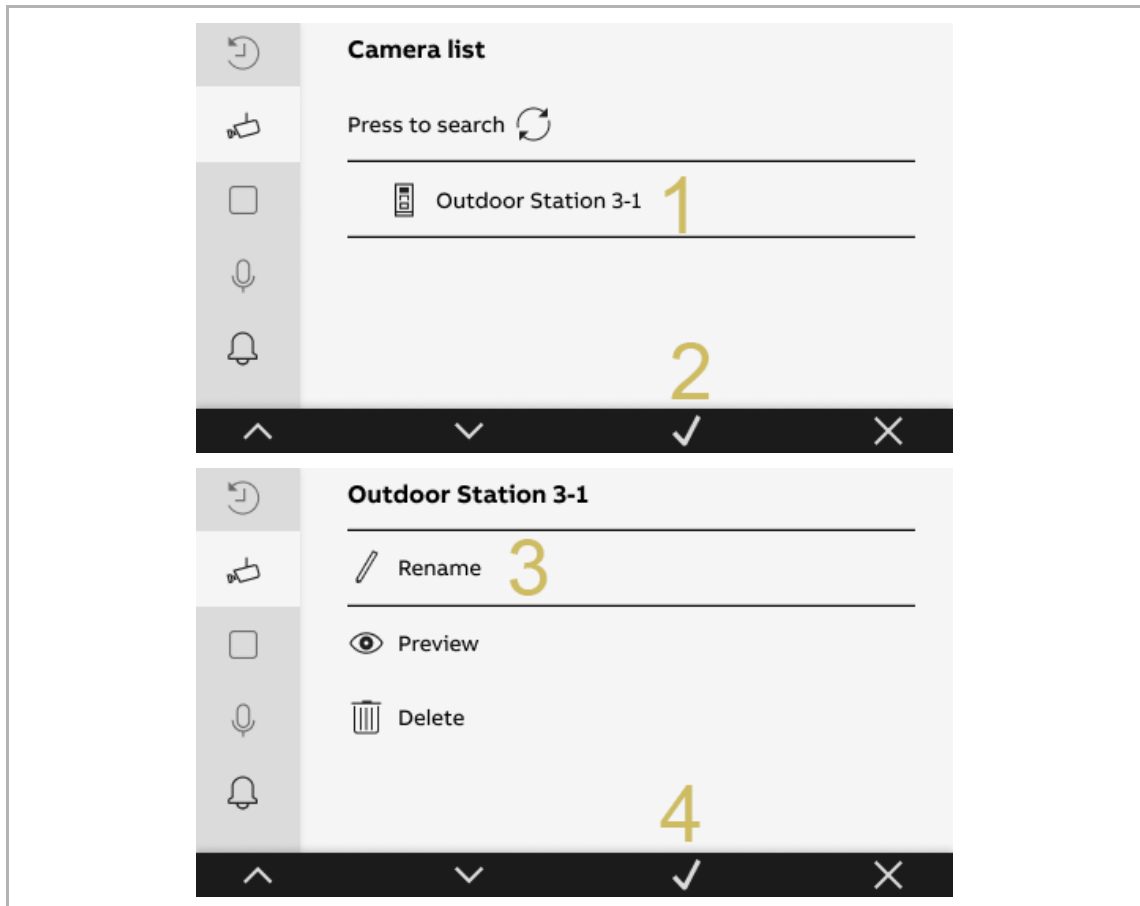 Camera list
Press to search
Outdoor Station 3-1
1
2
Outdoor Station 3-1
Rename
3
Preview
Delete
4